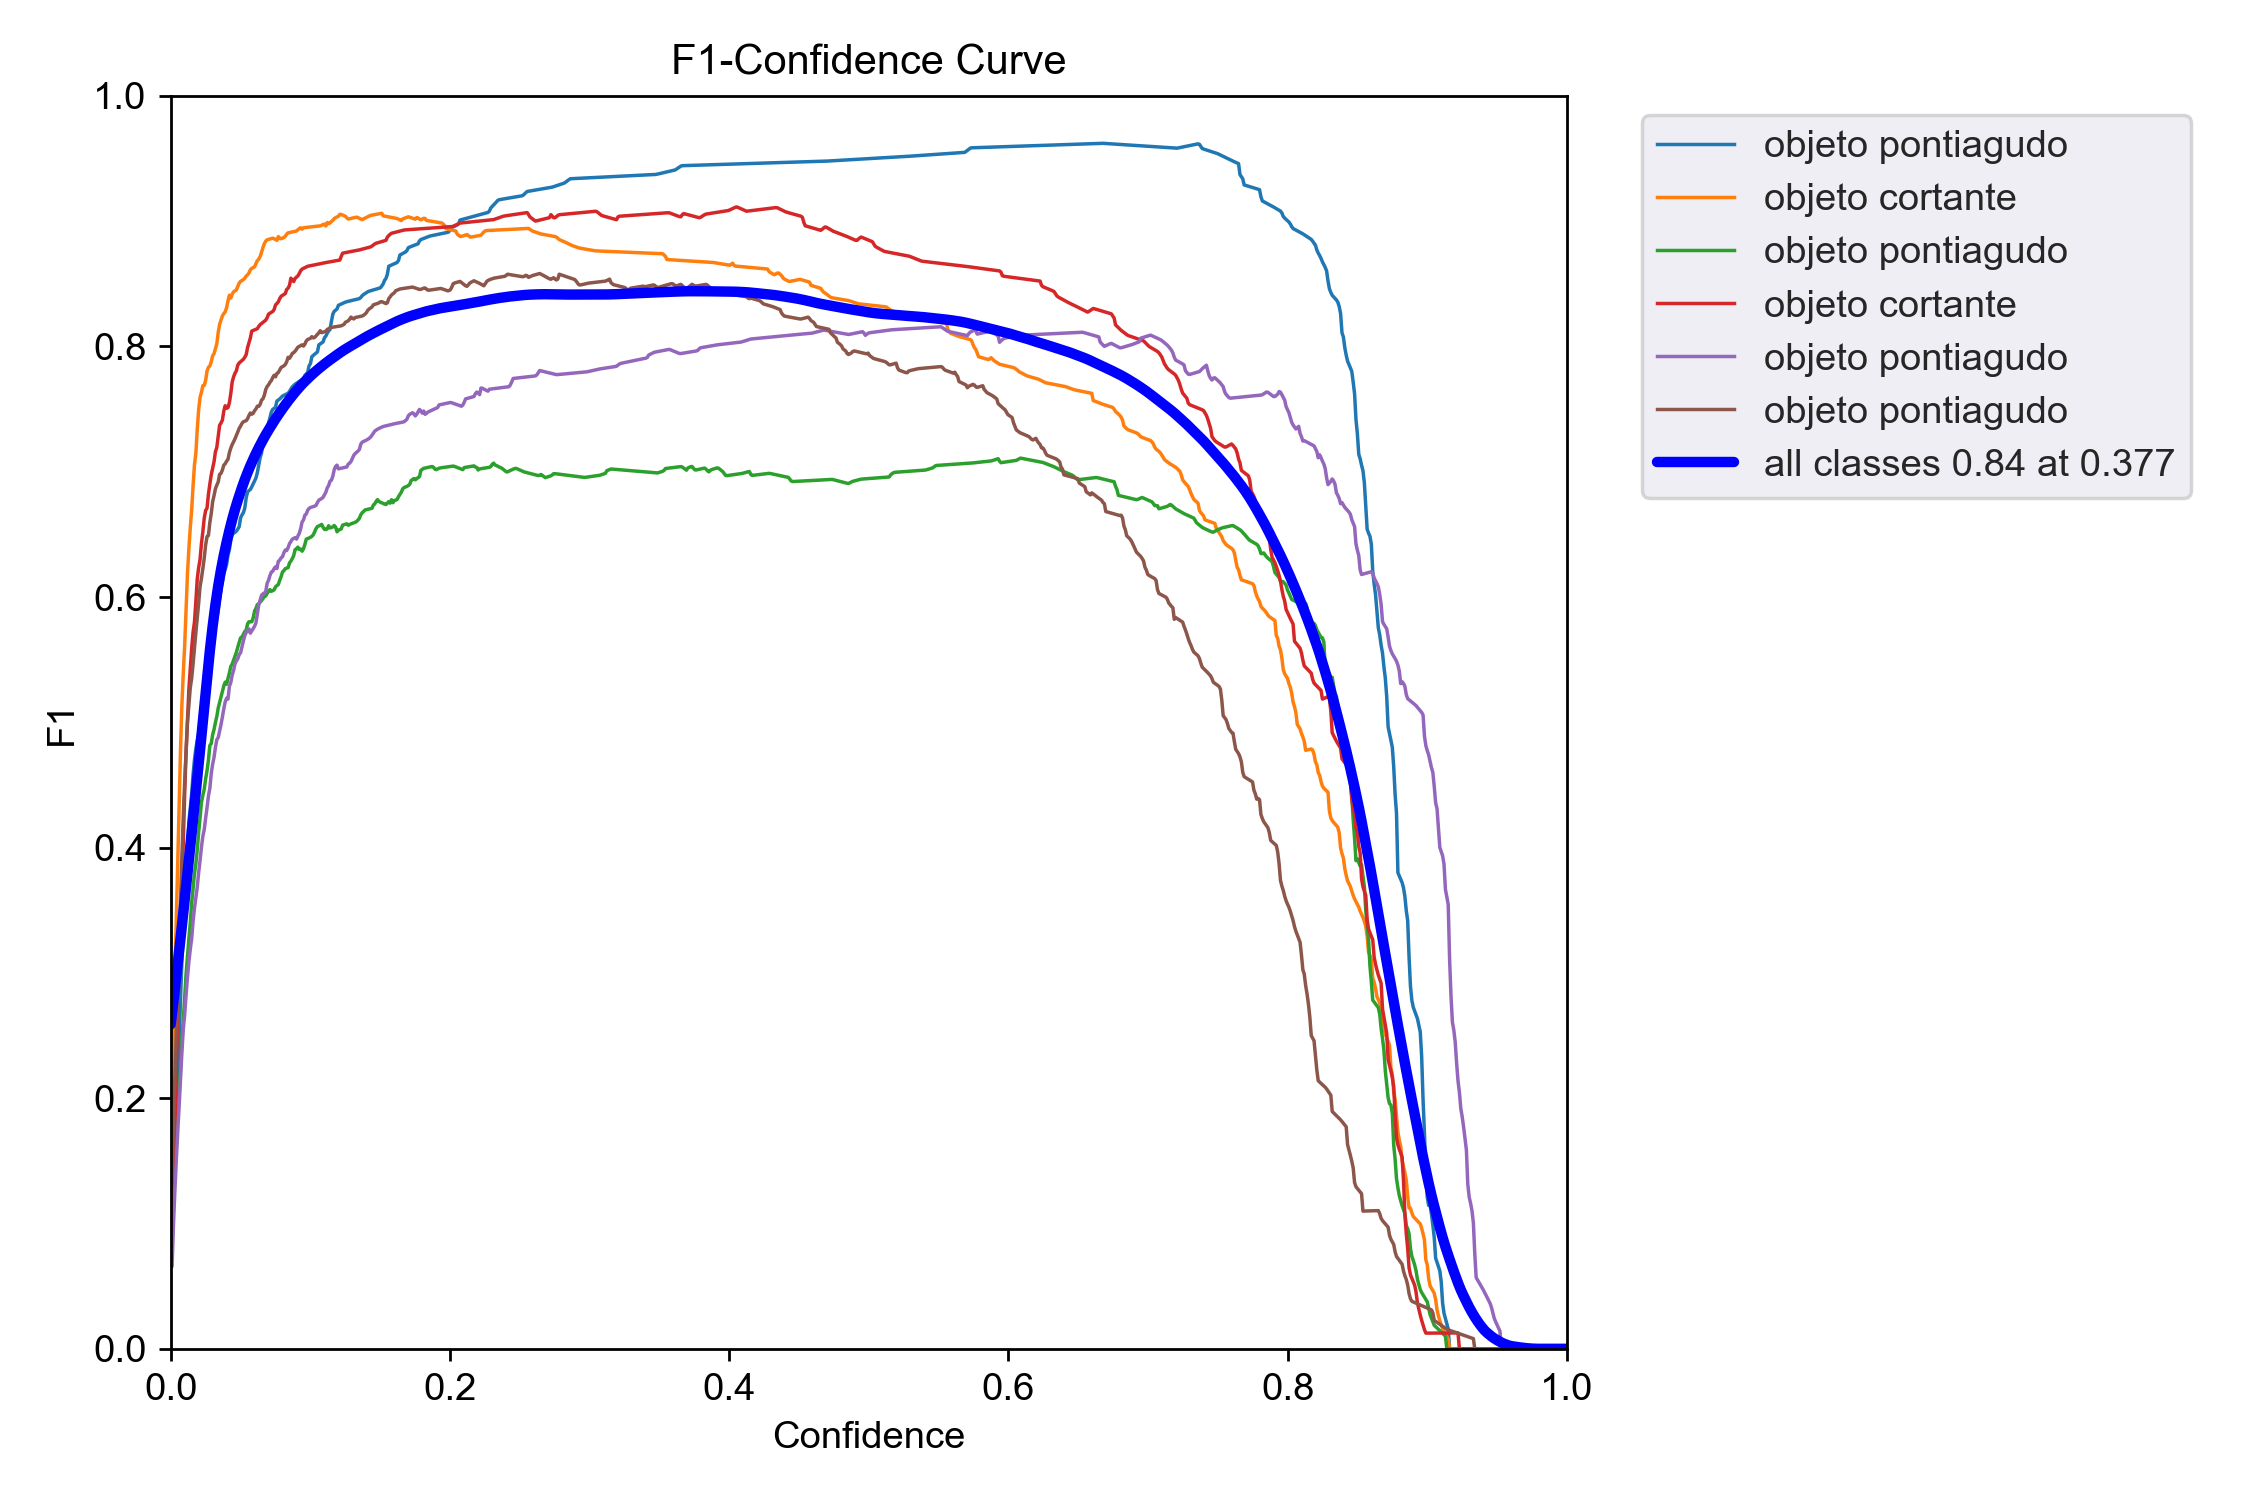 F1-Confidence Curve
1.0
0.8
0.6
0.4
0.2
0.0
F1
0.0 0.2 0.4 0.6 0.8 1.0
Confidence
objeto pontiagudo
objeto cortante
objeto pontiagudo
objeto cortante
objeto pontiagudo
objeto pontiagudo
all classes 0.84 at 0.377